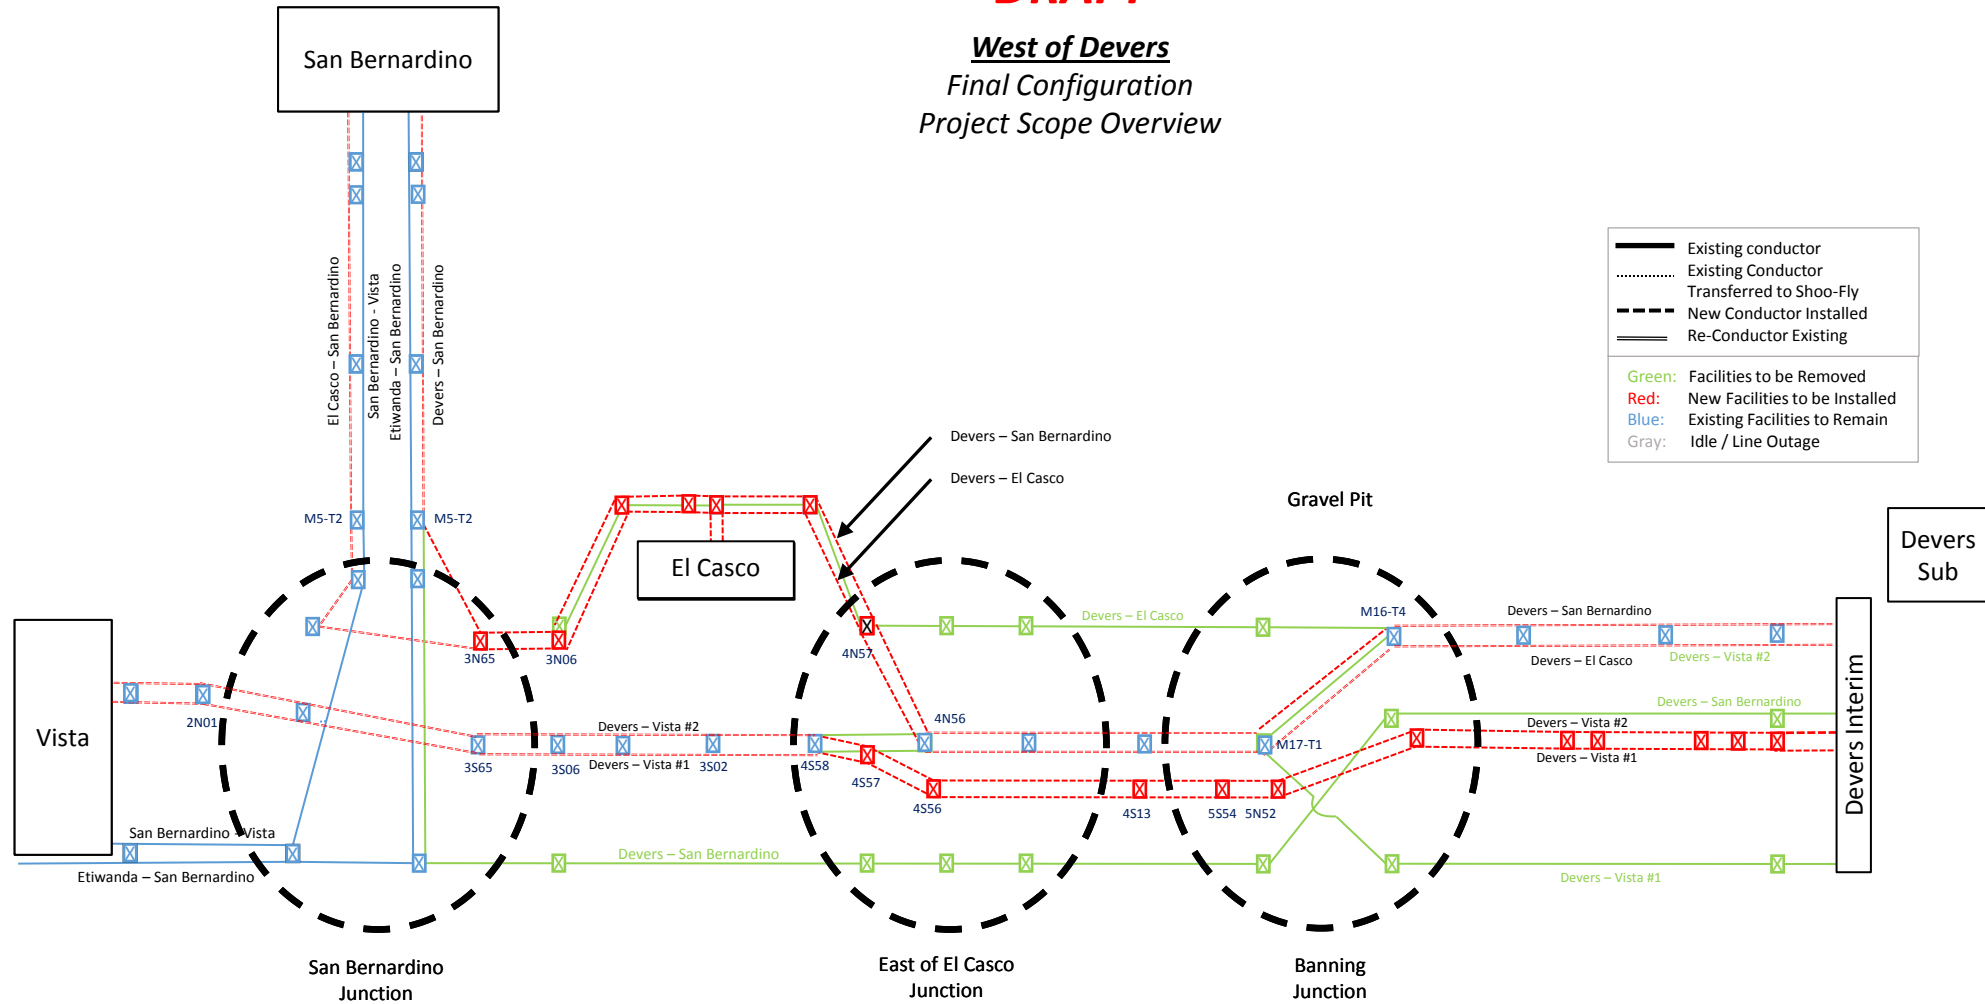 DRAFT
West of Devers
Final Configuration
Project Scope Overview
San Bernardino
El Casco – San Bernardino
San Bernardino - Vista
Etiwanda – San Bernardino
Devers – San Bernardino
Existing conductor
Existing Conductor
Transferred to Shoo-Fly
New Conductor Installed
Re-Conductor Existing
Green: Facilities to be Removed
Red: New Facilities to be Installed
Blue: Existing Facilities to Remain
Gray: Idle / Line Outage
Devers – San Bernardino
Devers – El Casco
Gravel Pit
M5-T2
M5-T2
El Casco
Devers
Sub
Vista
2N01
3N65
3N06
4N57
Devers – El Casco
M16-T4
Devers – San Bernardino
Devers – El Casco
Devers – Vista #2
Devers – San Bernardino
Devers – Vista #2
Devers – Vista #1
Devers Interim
Devers – Vista #2
Devers – Vista #1
3S65
3S06
3S02
4S58
4N56
4S57
4S56
M17-T1
4S13
5S54
5N52
San Bernardino - Vista
Etiwanda – San Bernardino
Devers – San Bernardino
Devers – Vista #1
San Bernardino
Junction
East of El Casco
Junction
Banning
Junction